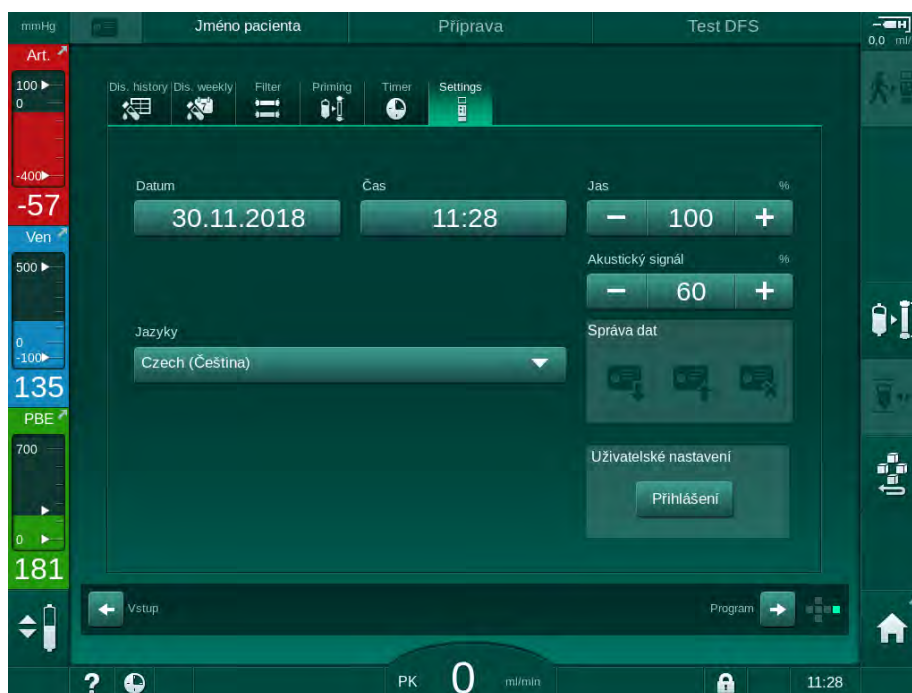 mmHg
Jméno pacienta
Příprava
Test DFS
0,0 ml/
Art.
100
0
-400
-57
Ven
500
0
-100
135
PBE
700
0
181
Dis. history
Dis. weekly
Filter
Priming
Timer
Settings
7
Datum
Čas
Jas
%
30.11.2018
11:28
− 100 +
Akustický signál
%
− 60 +
Jazyky
Czech (Čeština)
Správa dat
Uživatelské nastavení
Přihlášení
Vstup
Program
?
PK 0 ml/min
11:28